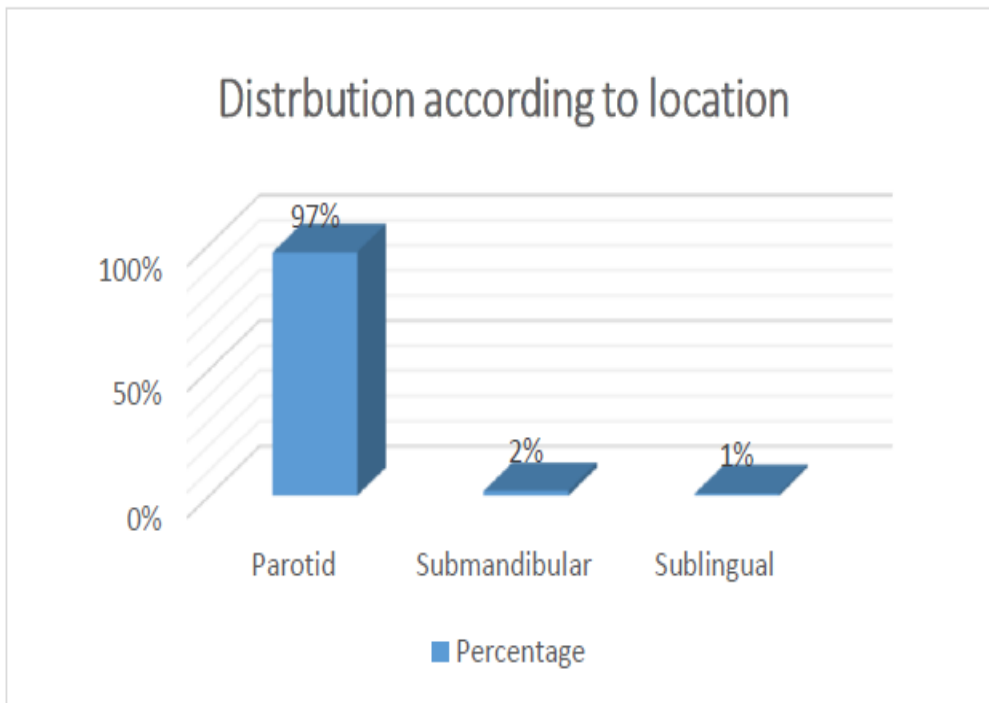 Distrbution according to location
97%
100%
50%
2%
1%
0%
Parotid
Submandibular
Sublingual
Percentage